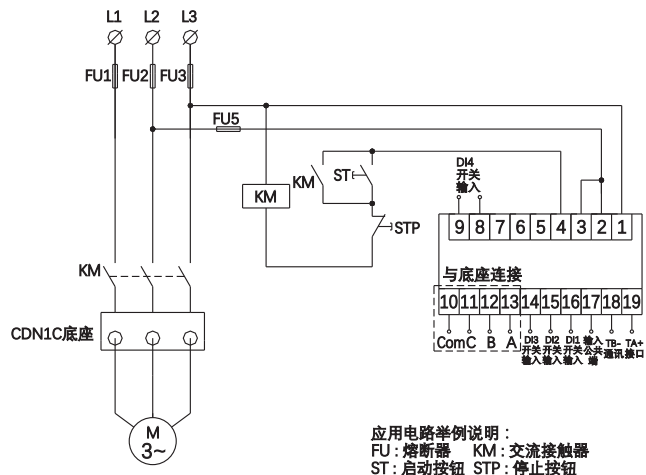 L1 L2 L3
FU1 FU2 FU3
FU5
KM
KM
ST
STP
DI4
开关
输入
9 8 7 6 5 4 3 2 1
与底座连接
10 11 12 13 14 15 16 17 18 19
Com C B A
DI3
开关
输入
DI2
开关
输入
DI1
开关
输入
输入
公共
端
TB-
通讯
TA+
接口
KM
CDN1C底座
M
3~
应用电路举例说明：
FU：熔断器 KM：交流接触器
ST：启动按钮 STP：停止按钮